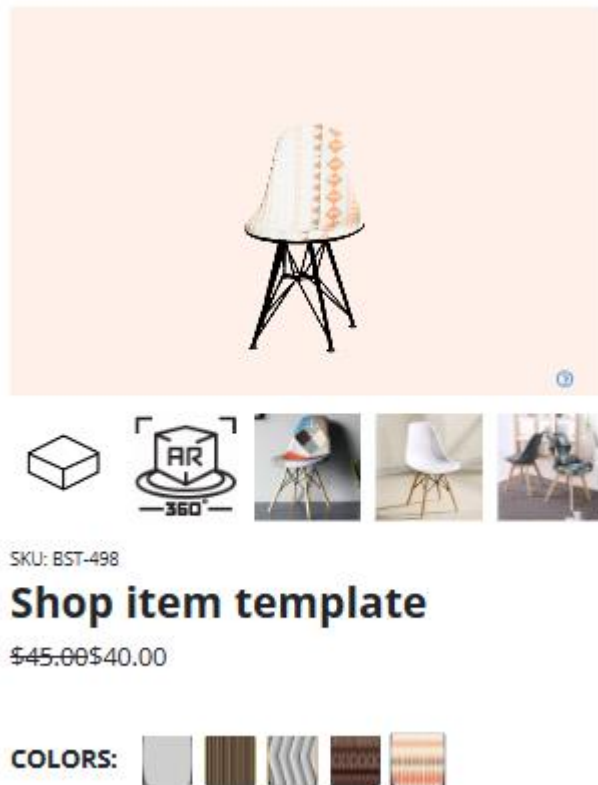 AR
360°
SKU: BST-498
Shop item template
$45.00$40.00
COLORS: